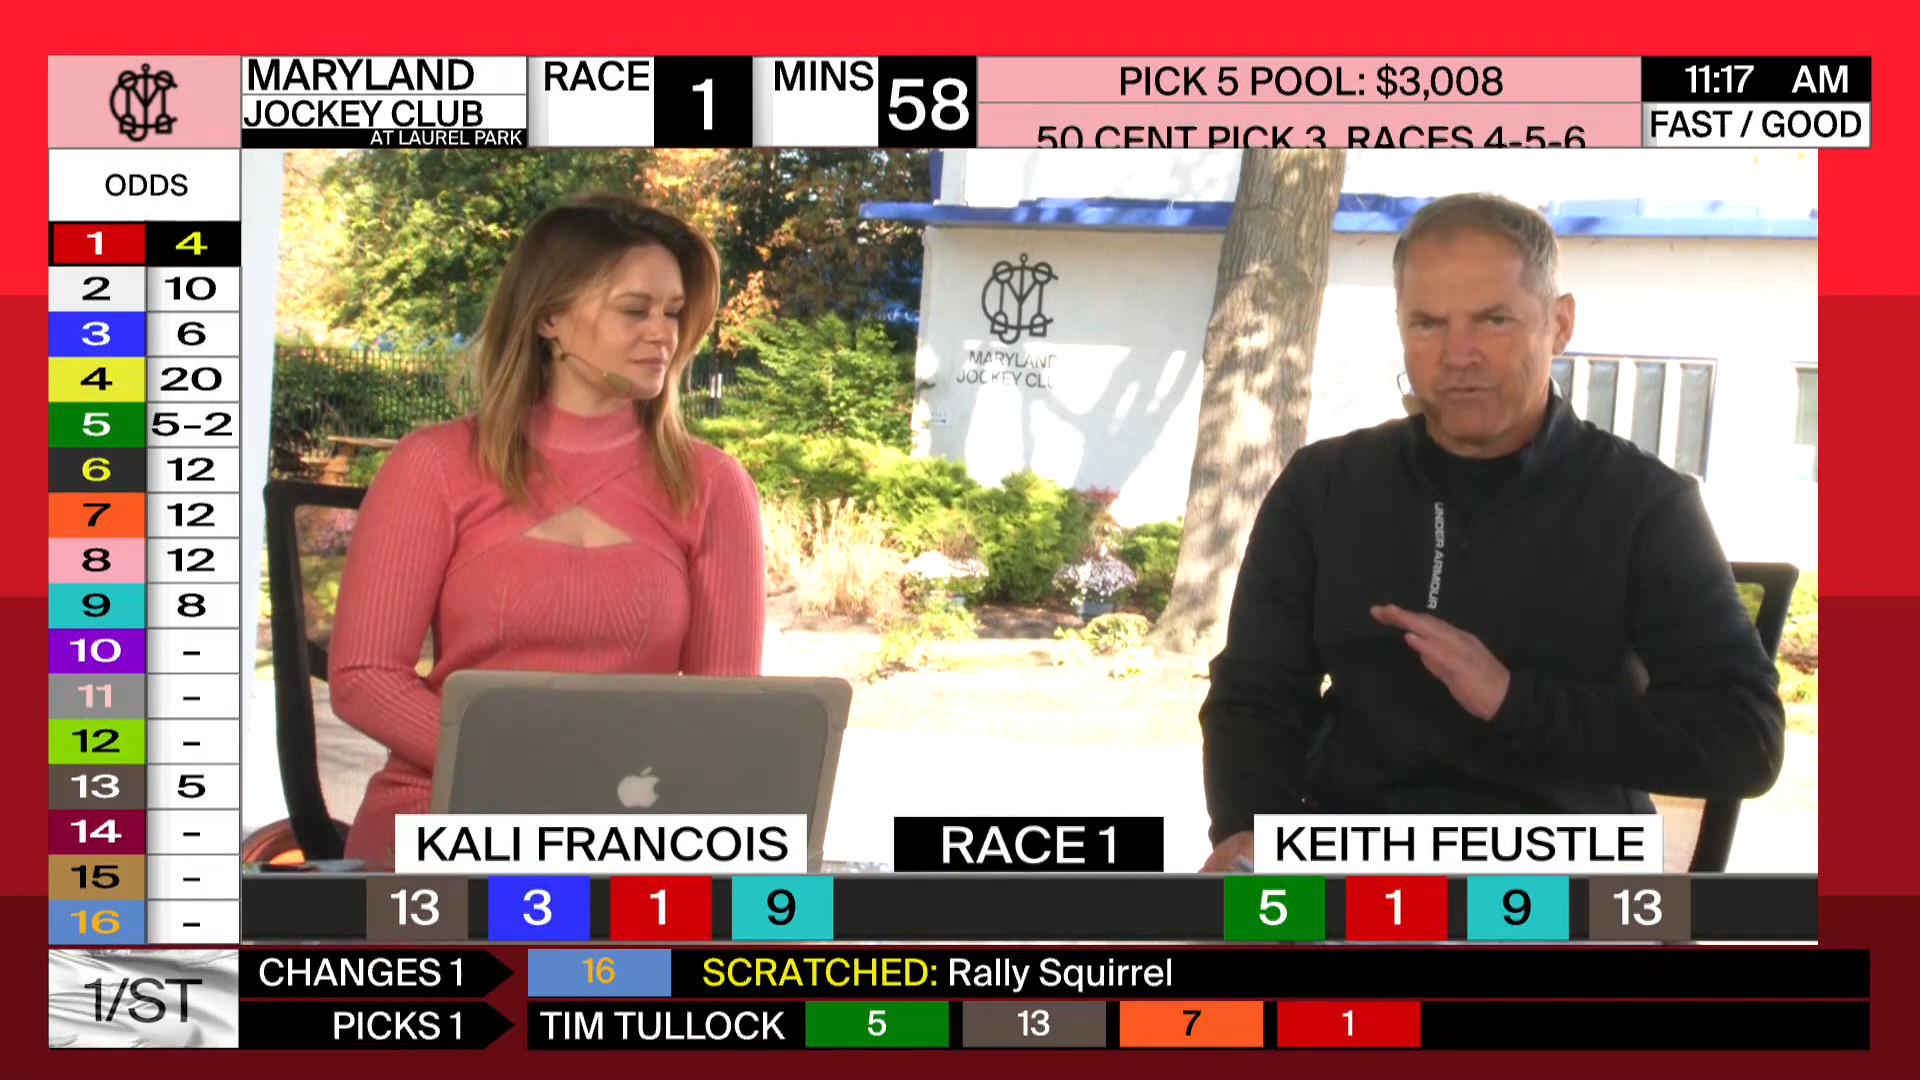 MARYLAND
JOCKEY CLUB
AT LAUREL PARK
RACE 1
MINS 58
PICK 5 POOL: $3,008
50 CENT PICK 3 RACES 4-5-6
11:17 AM
FAST / GOOD
ODDS
1 4
2 10
3 6
4 20
5 5-2
6 12
7 12
8 12
9 8
10 -
11 -
12 -
13 5
14 -
15 -
16 -
MARYLAND
JOCKEY CLU
UNDER ARMOUR
KALI FRANCOIS
RACE 1
KEITH FEUSTLE
13 3 1 9
5 1 9 13
1/ST
CHANGES 1 16 SCRATCHED: Rally Squirrel
PICKS 1 TIM TULLOCK 5 13 7 1